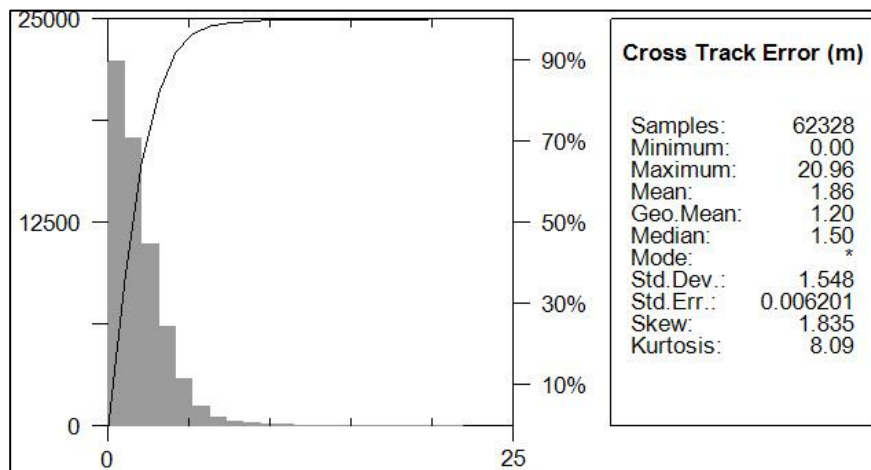 25000
12500
0
0
25
90%
70%
50%
30%
10%
Cross Track Error (m)
Samples: 62328
Minimum: 0.00
Maximum: 20.96
Mean: 1.86
Geo.Mean: 1.20
Median: 1.50
Mode: *
Std.Dev.: 1.548
Std.Err.: 0.006201
Skew: 1.835
Kurtosis: 8.09